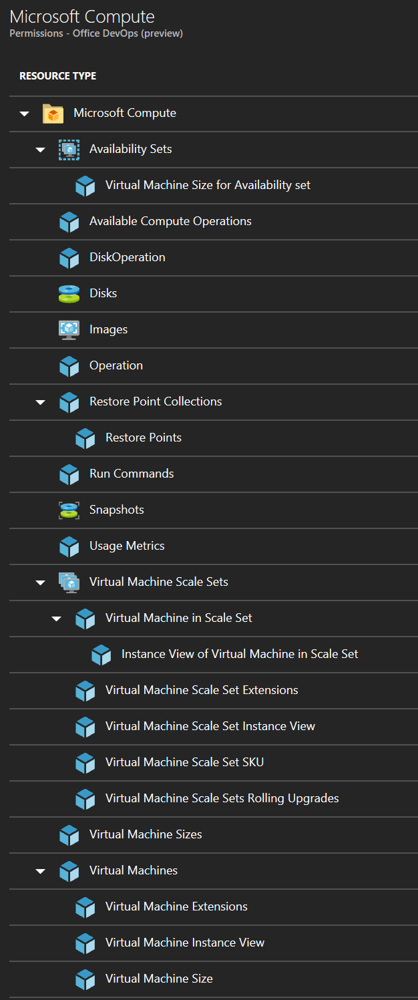 Microsoft Compute
Permissions - Office DevOps (preview)
RESOURCE TYPE
Microsoft Compute
Availability Sets
Virtual Machine Size for Availability set
Available Compute Operations
DiskOperation
Disks
Images
Operation
Restore Point Collections
Restore Points
Run Commands
Snapshots
Usage Metrics
Virtual Machine Scale Sets
Virtual Machine in Scale Set
Instance View of Virtual Machine in Scale Set
Virtual Machine Scale Set Extensions
Virtual Machine Scale Set Instance View
Virtual Machine Scale Set SKU
Virtual Machine Scale Sets Rolling Upgrades
Virtual Machine Sizes
Virtual Machines
Virtual Machine Extensions
Virtual Machine Instance View
Virtual Machine Size